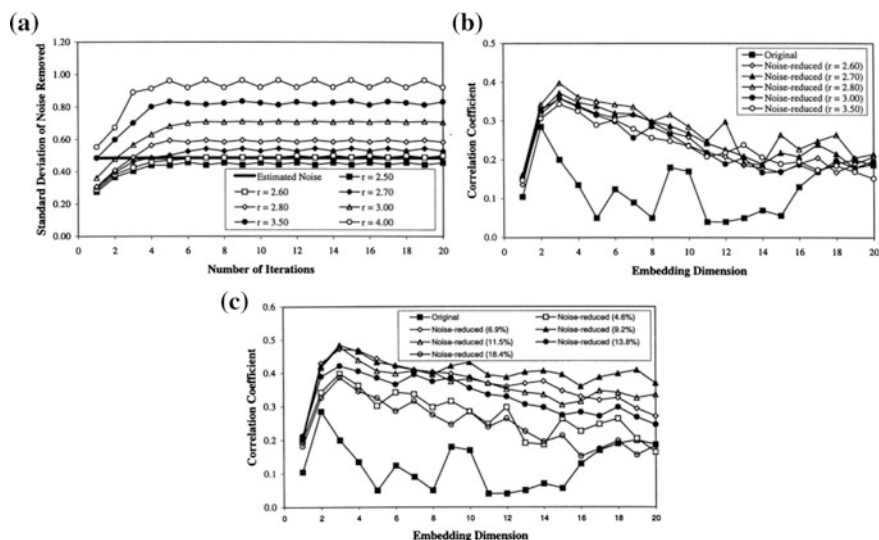 (a)
Standard Deviation of Noise Removed
1.20
1.00
0.80
0.60
0.40
0.20
0.00
0 2 4 6 8 10 12 14 16 18 20
Number of Iterations
Estimated Noise
r = 2.50
r = 2.60
r = 2.70
r = 2.80
r = 3.00
r = 3.50
r = 4.00
(b)
Correlation Coefficient
0.5
0.4
0.3
0.2
0.1
0.0
0 2 4 6 8 10 12 14 16 18 20
Embedding Dimension
Original
Noise-reduced (r = 2.60)
Noise-reduced (r = 2.70)
Noise-reduced (r = 2.80)
Noise-reduced (r = 3.00)
Noise-reduced (r = 3.50)
(c)
Correlation Coefficient
0.6
0.5
0.4
0.3
0.2
0.1
0.0
0 2 4 6 8 10 12 14 16 18 20
Embedding Dimension
Original
Noise-reduced (4.6%)
Noise-reduced (6.9%)
Noise-reduced (9.2%)
Noise-reduced (11.5%)
Noise-reduced (13.8%)
Noise-reduced (18.4%)